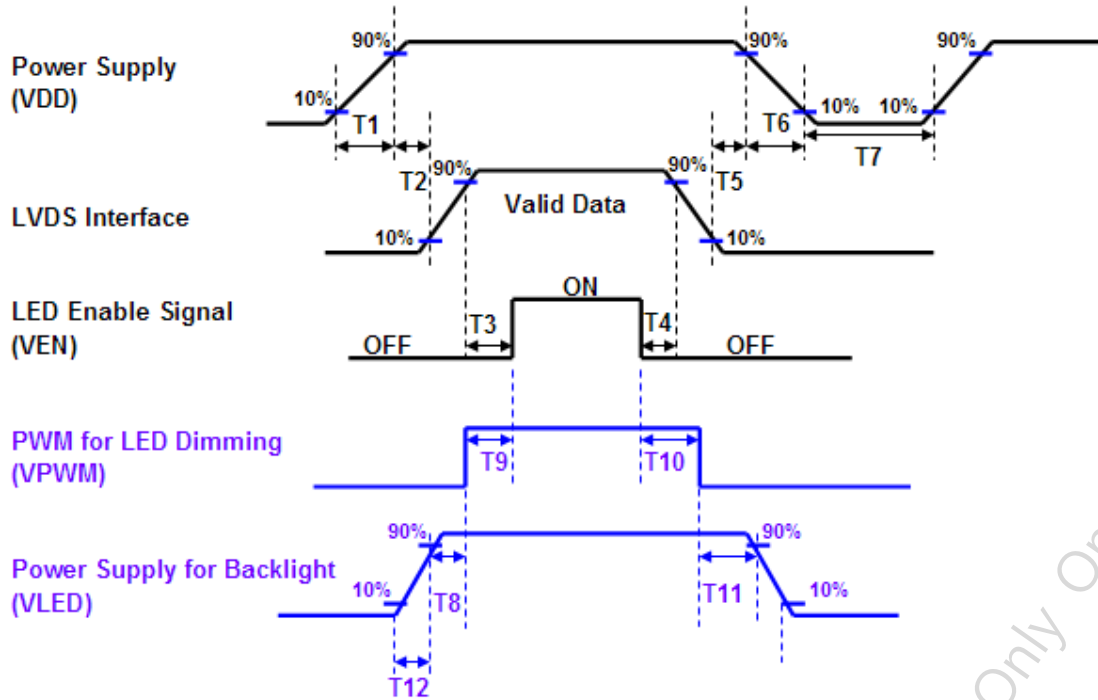 90% 90% 90%
Power Supply
(VDD)
10% 10% 10%
T1 T6
T7
T2 T5
90% 90%
LVDS Interface
Valid Data
10% 10%
LED Enable Signal
(VEN)
ON
T3 T4
OFF OFF
PWM for LED Dimming
(VPWM)
T9 T10
90% 90%
Power Supply for Backlight
(VLED)
10% 10%
T8 T11
T12
Only On